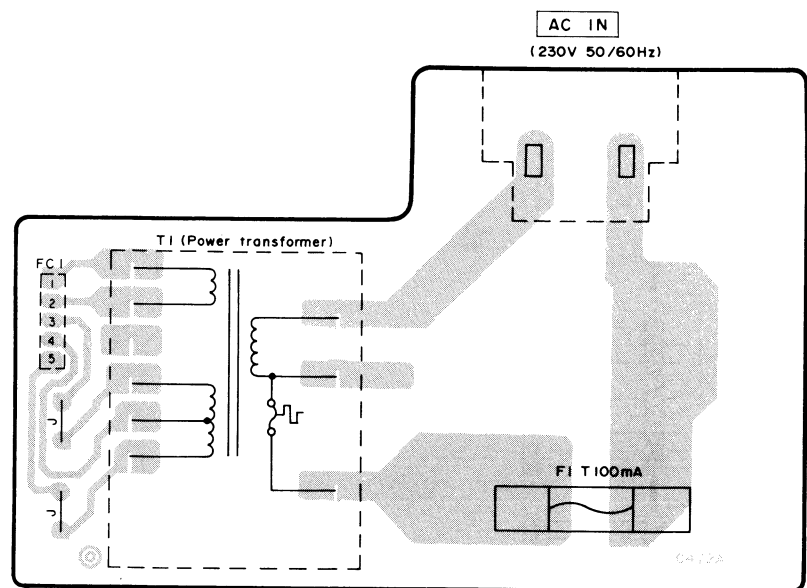 AC IN
(230V 50/60Hz)
T1 (Power transformer)
FC1
1
2
3
4
5
J
J
F1 T100mA